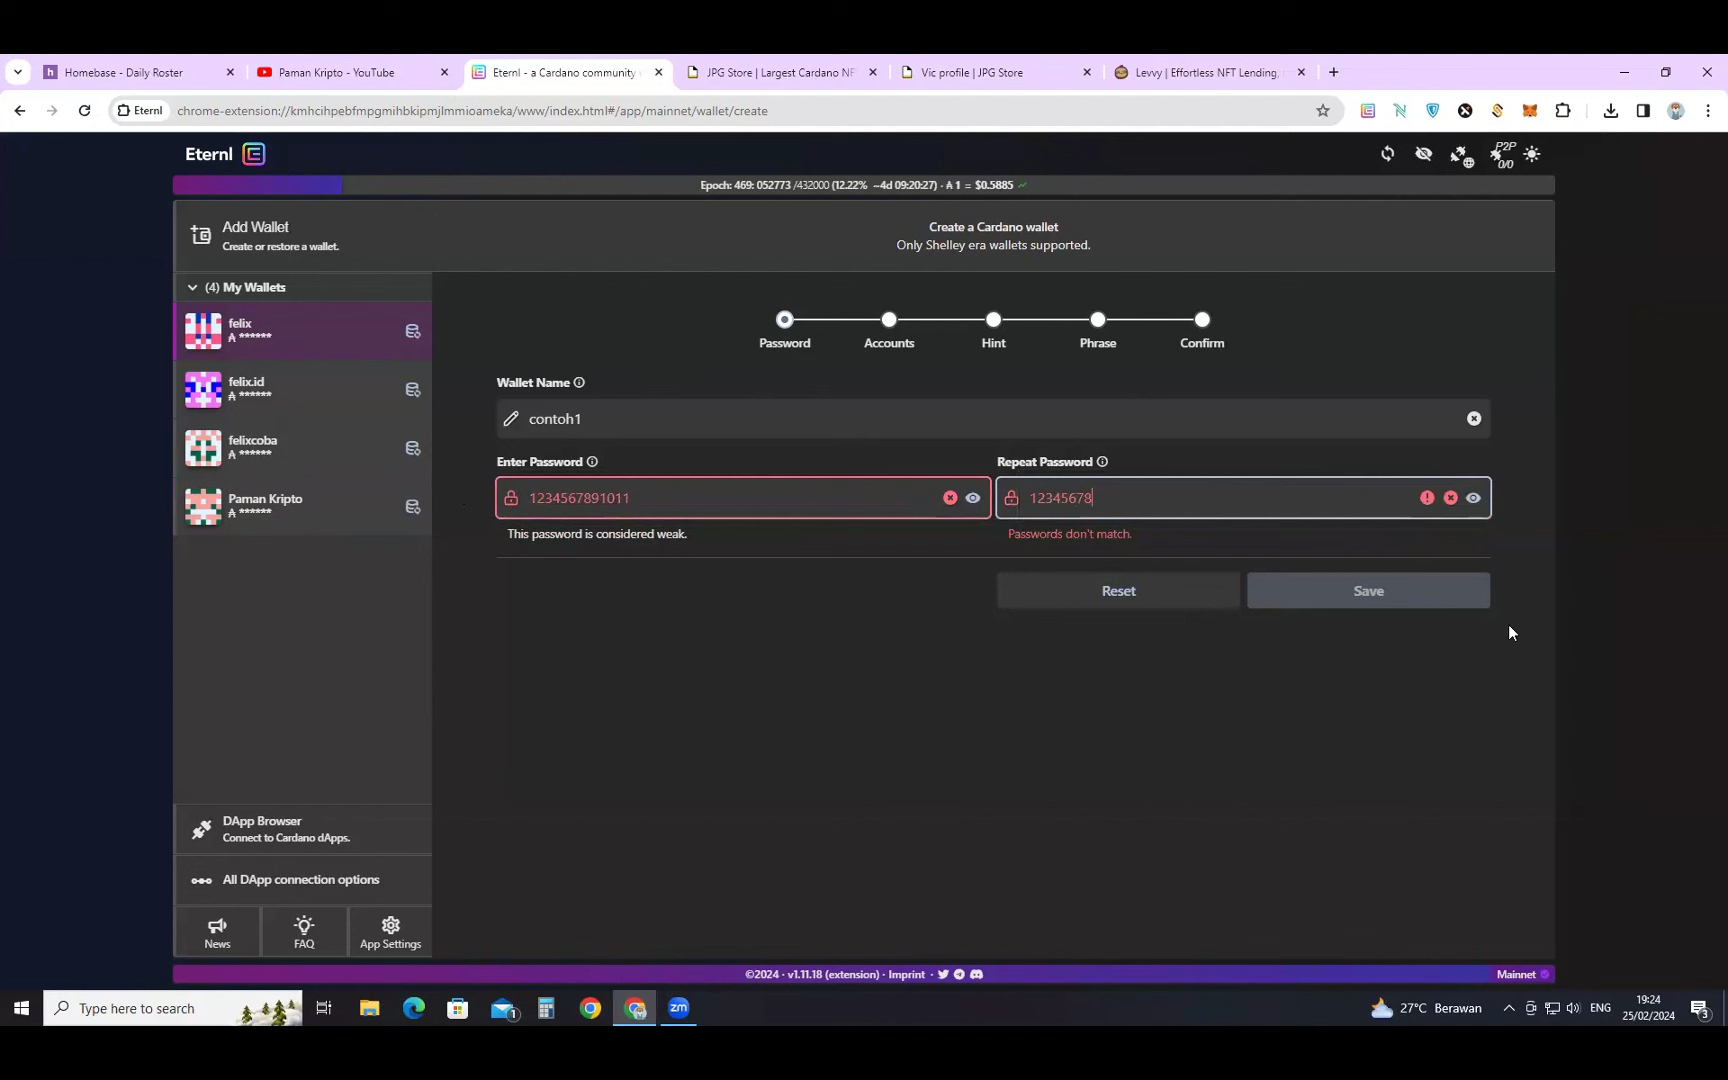 Homebase - Daily Roster
Paman Kripto - YouTube
Eternl - a Cardano community
JPG Store | Largest Cardano NF
Vic profile | JPG Store
Levvy | Effortless NFT Lending.
Eternl
chrome-extension://kmhcihpebfmpgmihbkipmjlmmioameka/www/index.html#/app/mainnet/wallet/create
Eternl
P2P
0/0
Epoch: 469: 052773 /432000 (12.22% ~4d 09:20:27) · ₳ 1 = $0.5885
Add Wallet
Create or restore a wallet.
Create a Cardano wallet
Only Shelley era wallets supported.
(4) My Wallets
felix
₳ ******
felix.id
₳ ******
felixcoba
₳ ******
Paman Kripto
₳ ******
Password
Accounts
Hint
Phrase
Confirm
Wallet Name
contoh1
Enter Password
Repeat Password
1234567891011
12345678
This password is considered weak.
Passwords don't match.
Reset
Save
DApp Browser
Connect to Cardano dApps.
All DApp connection options
News
FAQ
App Settings
©2024 · v1.11.18 (extension) · Imprint ·
Mainnet
Type here to search
1
zm
27°C Berawan
ENG
19:24
25/02/2024
3